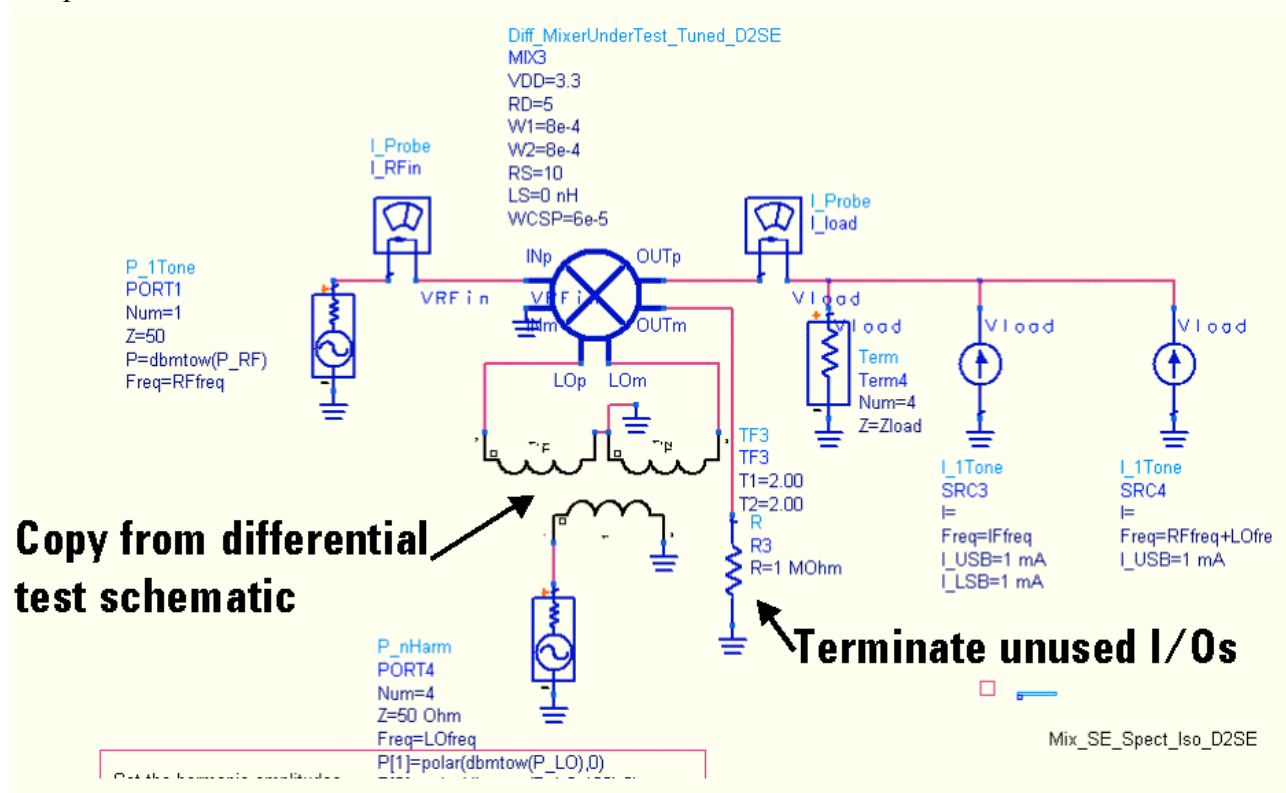 Diff_MixerUnderTest_Tuned_D2SE
MIX3
VDD=3.3
RD=5
W1=8e-4
W2=8e-4
RS=10
LS=0 nH
WCSP=6e-5
I_Probe
I_RFin
I_Probe
I_load
P_1Tone
PORT1
Num=1
Z=50
P=dbmtow(P_RF)
Freq=RFfreq
INp
OUTp
VRFin
INm
OUTm
LOp
LOm
Vload
Vload
Vload
Vload
Term
Term4
Num=4
Z=Zload
I_1Tone
SRC3
I=
Freq=IFfreq
I_USB=1 mA
I_LSB=1 mA
I_1Tone
SRC4
I=
Freq=RFfreq+LOfre
I_USB=1 mA
TF3
TF3
T1=2.00
T2=2.00
R
R3
R=1 MOhm
Copy from differential
test schematic
Terminate unused I/Os
P_nHarm
PORT4
Num=4
Z=50 Ohm
Freq=LOfreq
P[1]=polar(dbmtow(P_LO),0)
Mix_SE_Spect_Iso_D2SE